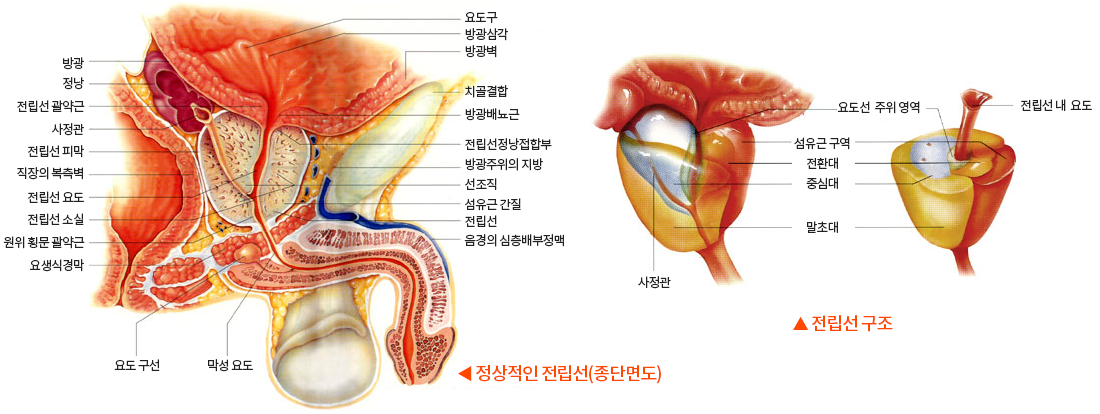 방광
정낭
전립선 괄약근
사정관
전립선 피막
직장의 복측벽
전립선 요도
전립선 소실
원위 횡문 괄약근
요생식경막
요도 구선
막성 요도
요도구
방광삼각
방광벽
치골결합
방광배뇨근
전립선정낭접합부
방광주위의 지방
선조직
섬유근 간질
전립선
음경의 심층배부정맥
◀ 정상적인 전립선(종단면도)
요도선 주위 영역
섬유근 구역
전환대
중심대
말초대
사정관
전립선 내 요도
▲ 전립선 구조